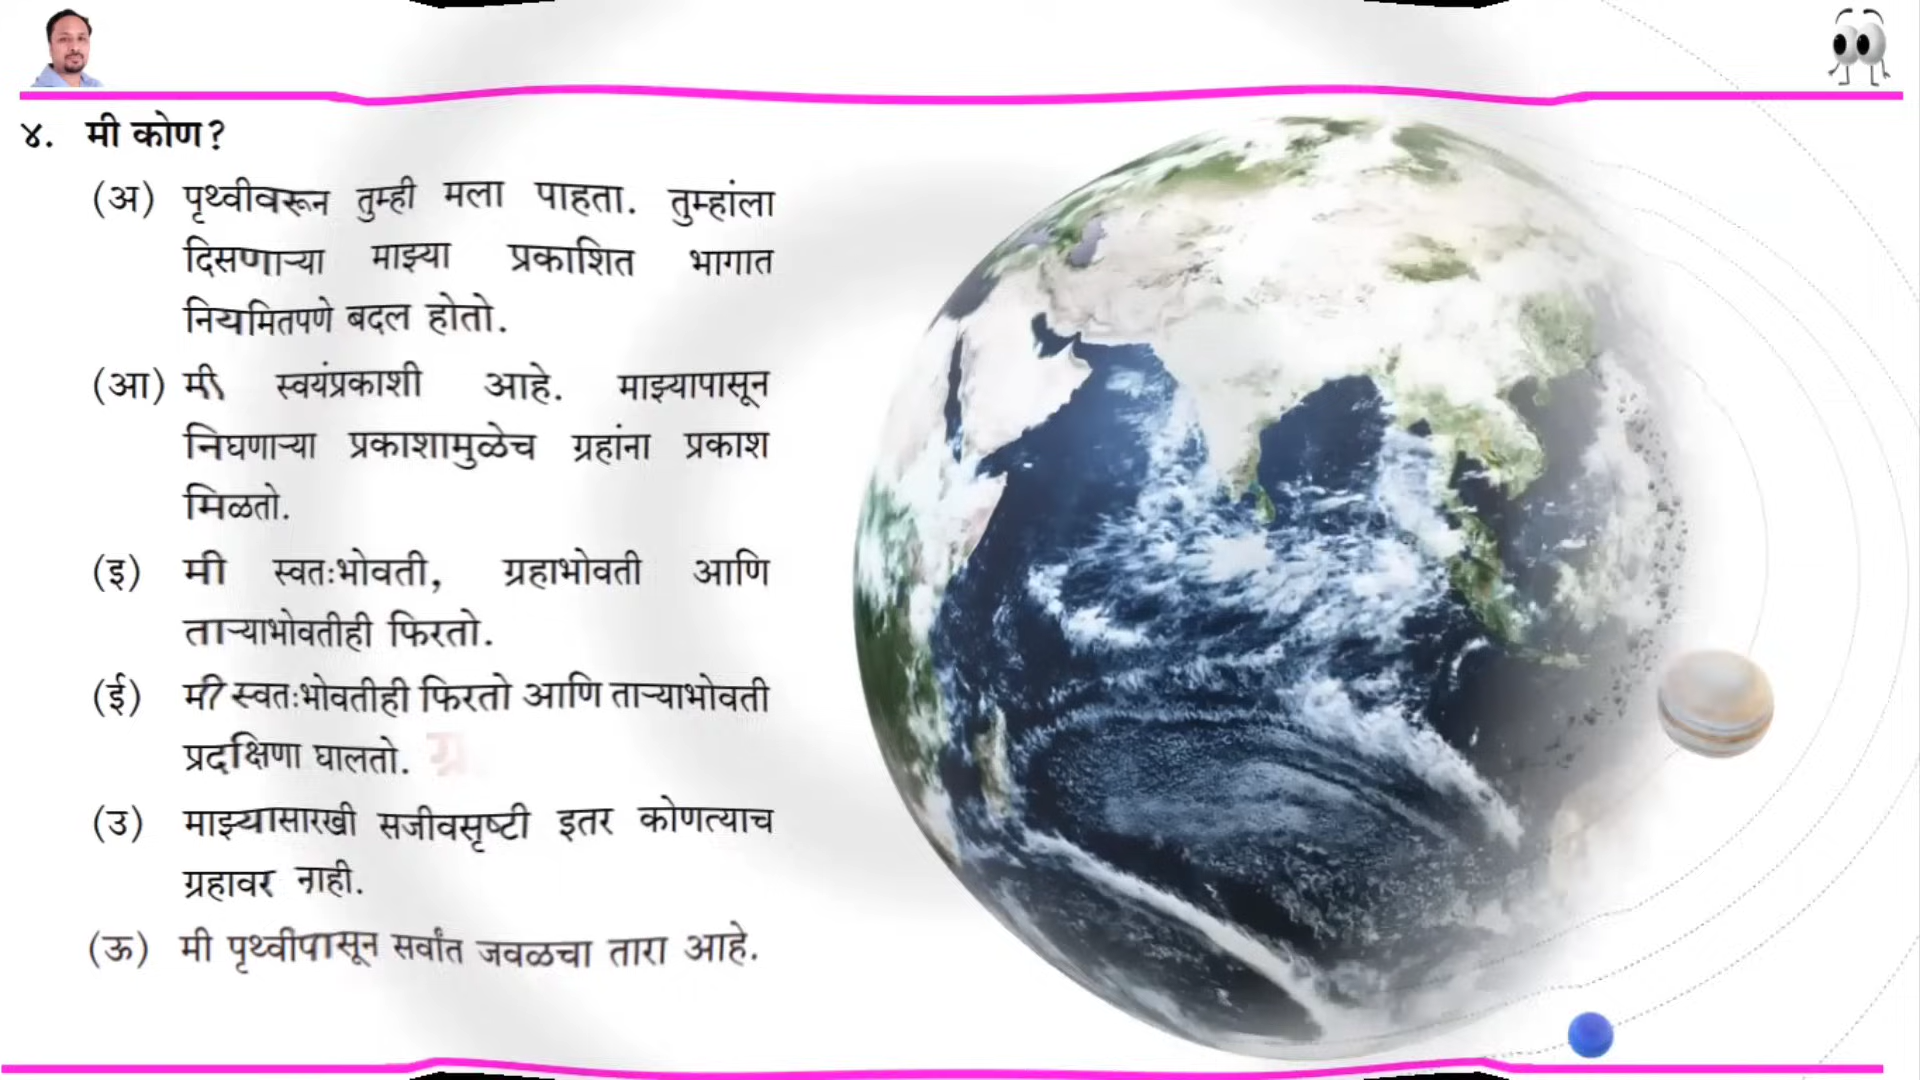 ४. मी कोण?
(अ) पृथ्वीवरून तुम्ही मला पाहता. तुम्हांला
दिसणाऱ्या माझ्या प्रकाशित भागात
नियमितपणे बदल होतो.
(आ) मी स्वयंप्रकाशी आहे. माझ्यापासून
निघणाऱ्या प्रकाशामुळेच ग्रहांना प्रकाश
मिळतो.
(इ) मी स्वतःभोवती, ग्रहाभोवती आणि
ताऱ्याभोवतीही फिरतो.
(ई) मी स्वतःभोवतीही फिरतो आणि ताऱ्याभोवती
प्रदक्षिणा घालतो. ग्र
(उ) माझ्यासारखी सजीवसृष्टी इतर कोणत्याच
ग्रहावर नाही.
(ऊ) मी पृथ्वीपासून सर्वांत जवळचा तारा आहे.